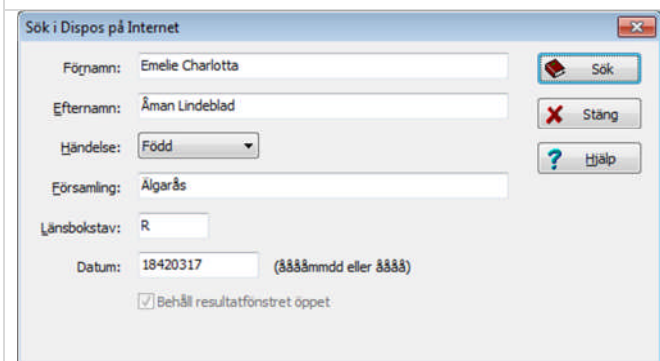 Sök i Dispos på Internet
Förnamn: Emelie Charlotta Sök
Efternamn: Åman Lindeblad Stäng
Händelse: Född Hjälp
Församling: Älgarås
Länsbokstav: R
Datum: 18420317 (ååååmmdd eller åååå)
Behåll resultatfönstret öppet